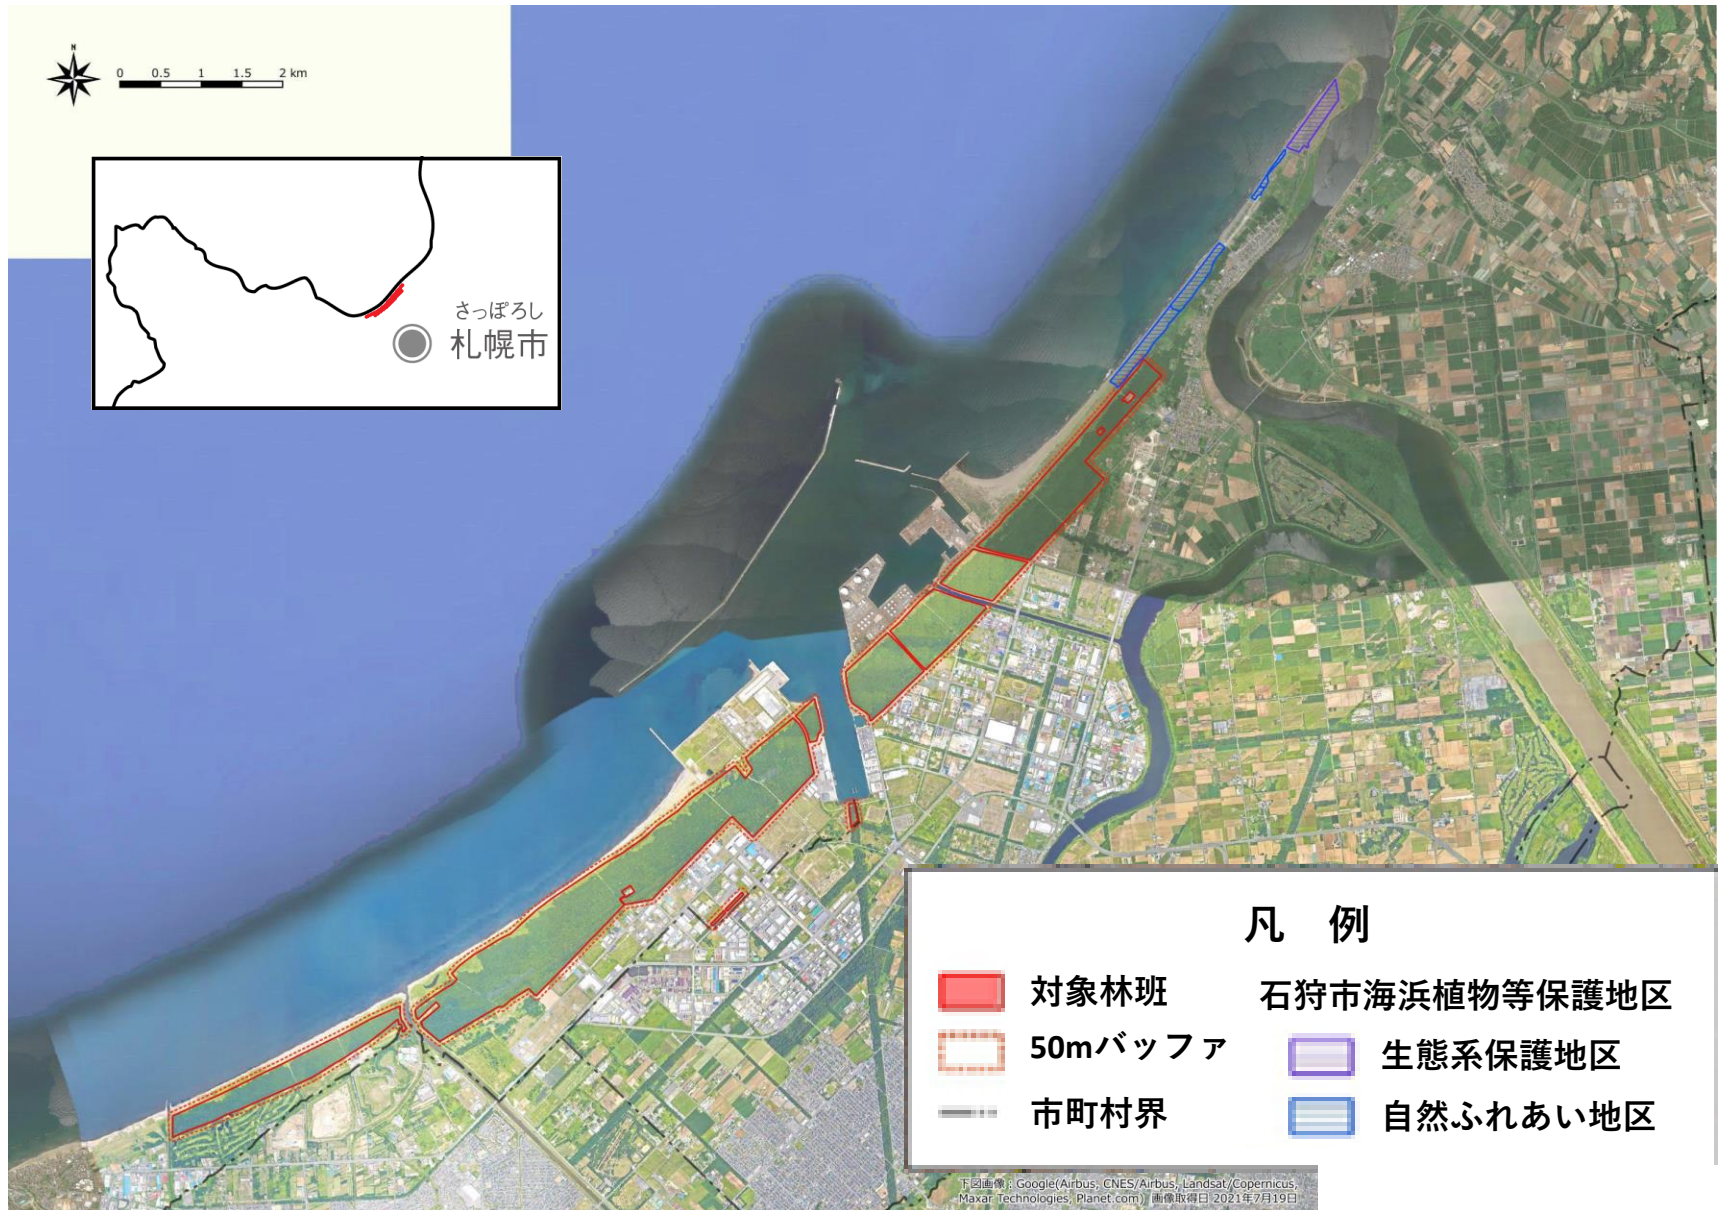 N
0 0.5 1 1.5 2 km
さっぽろし
札幌市
凡 例
対象林班
50mバッファ
市町村界
石狩市海浜植物等保護地区
生態系保護地区
自然ふれあい地区
下図画像：Google(Airbus, CNES/Airbus, Landsat/Copernicus,
Maxar Technologies, Planet.com) 画像取得日 2021年7月19日